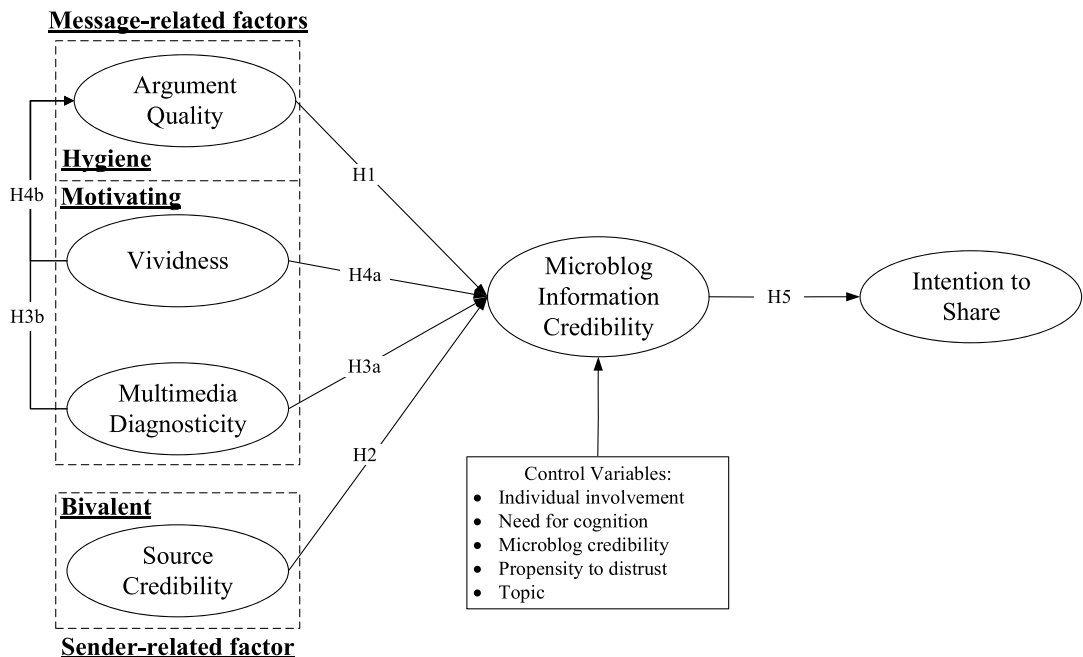 Message-related factors
Argument
Quality
Hygiene
H1
H4b
Motivating
Vividness
H4a
Microblog
Information
Credibility
H5
Intention to
Share
H3b
Multimedia
Diagnosticity
H3a
H2
Bivalent
Source
Credibility
Sender-related factor
Control Variables:
• Individual involvement
• Need for cognition
• Microblog credibility
• Propensity to distrust
• Topic